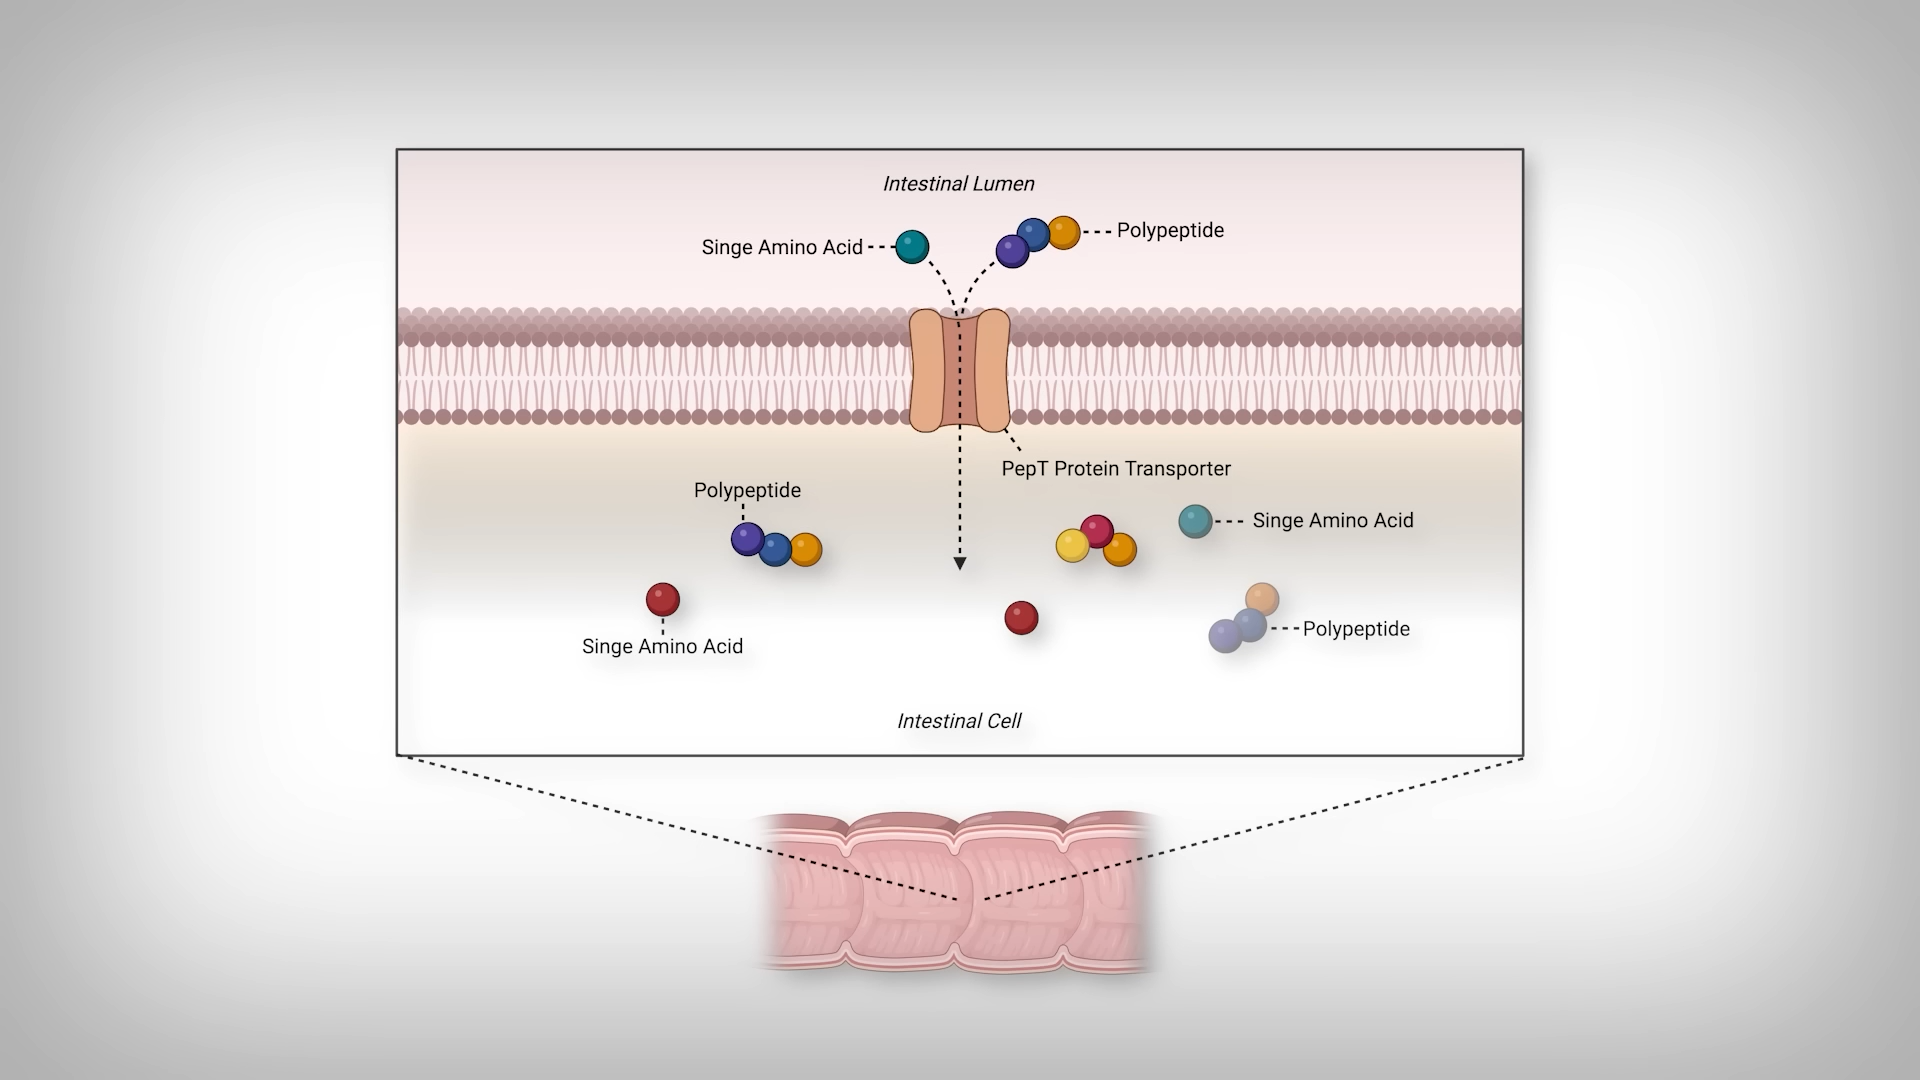 Intestinal Lumen
Singe Amino Acid
Polypeptide
PepT Protein Transporter
Polypeptide
Singe Amino Acid
Singe Amino Acid
Polypeptide
Intestinal Cell